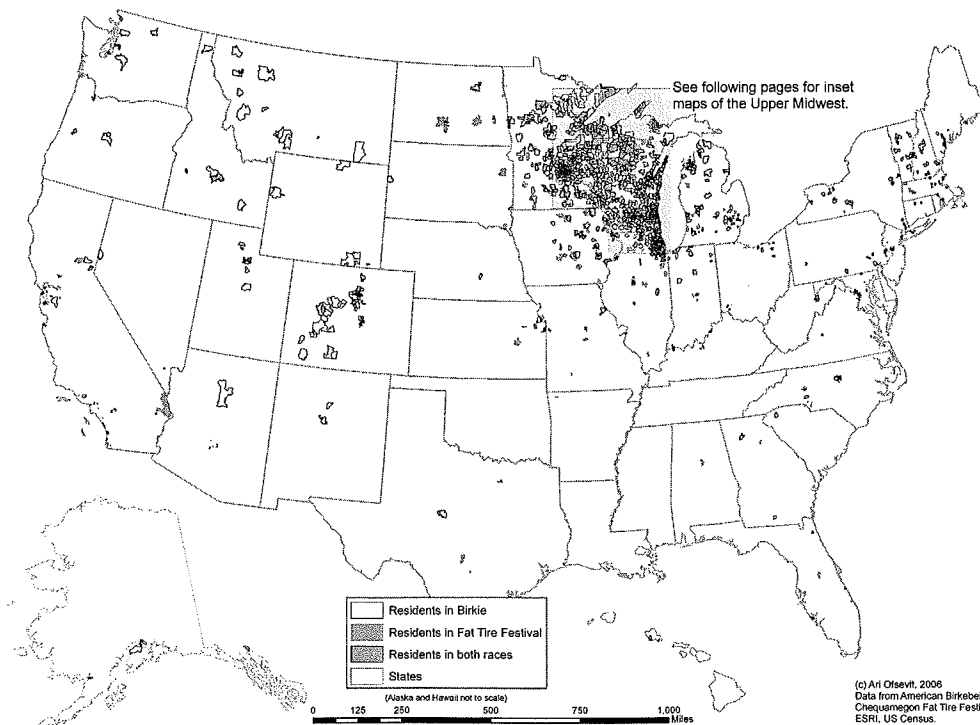 See following pages for inset
maps of the Upper Midwest.
Residents in Birkie
Residents in Fat Tire Festival
Residents in both races
States
(Alaska and Hawaii not to scale)
0 125 250 500 750 1,000
Miles
(c) Ari Ofsevit, 2006
Data from American Birkebei
Chequamegon Fat Tire Festi
ESRI, US Census.